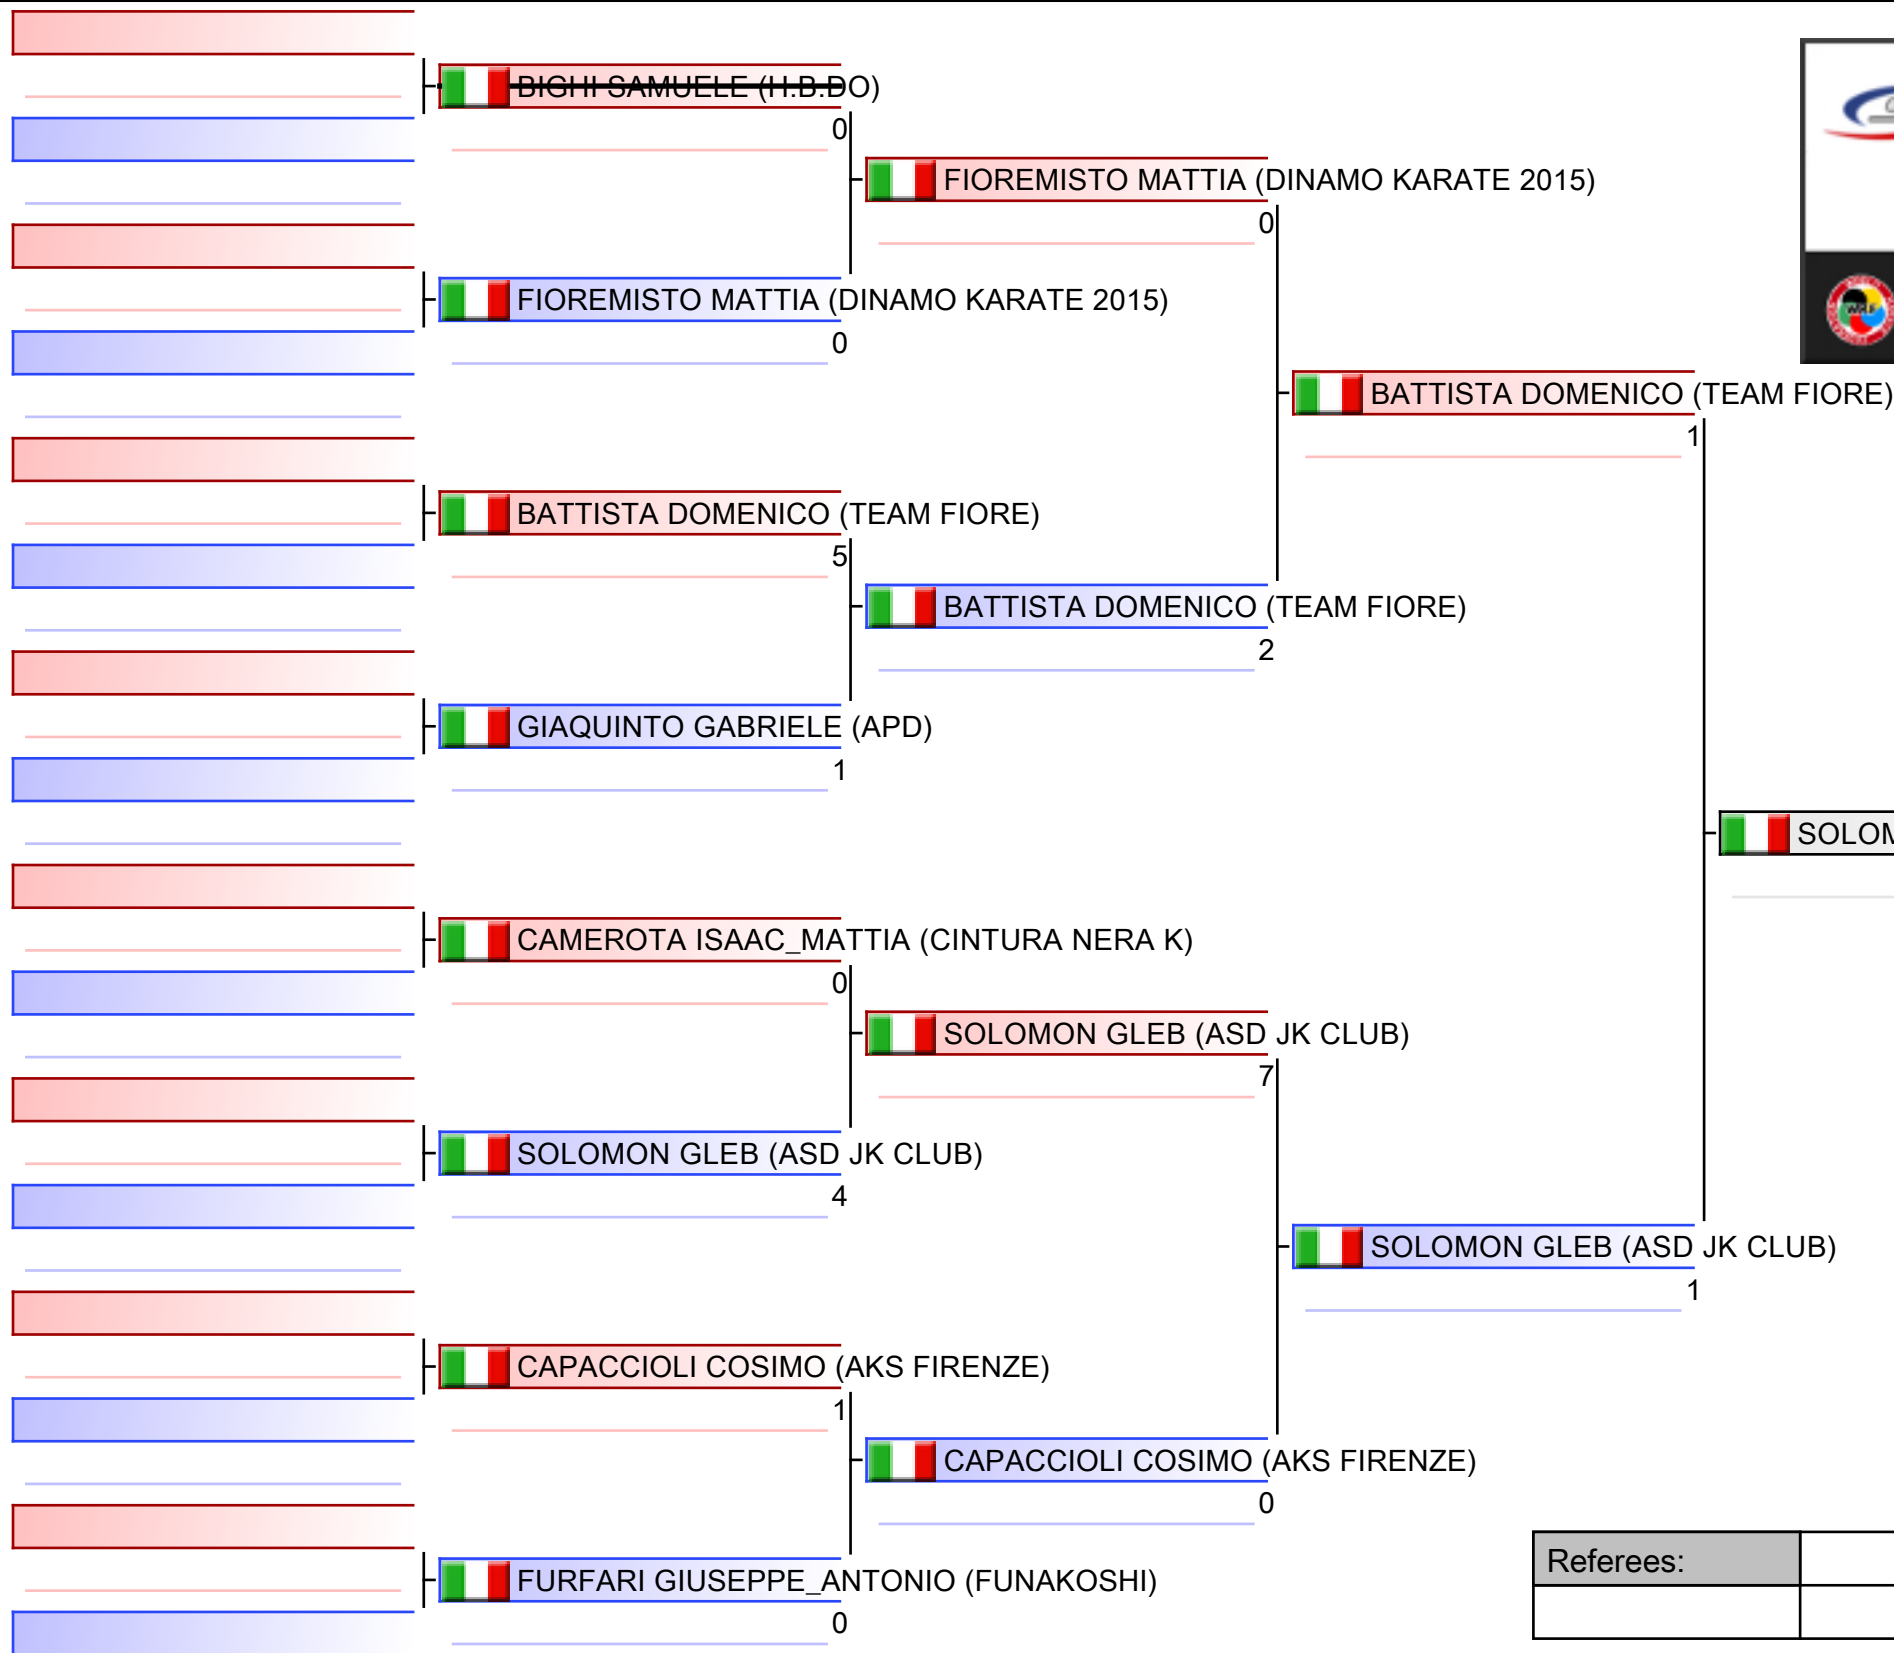 BIGHI SAMUELE (H.B.DO)
0
FIOREMISTO MATTIA (DINAMO KARATE 2015)
0
FIOREMISTO MATTIA (DINAMO KARATE 2015)
0
BATTISTA DOMENICO (TEAM FIORE)
1
BATTISTA DOMENICO (TEAM FIORE)
5
BATTISTA DOMENICO (TEAM FIORE)
2
GIAQUINTO GABRIELE (APD)
1
SOLOM
CAMEROTA ISAAC_MATTIA (CINTURA NERA K)
0
SOLOMON GLEB (ASD JK CLUB)
7
SOLOMON GLEB (ASD JK CLUB)
4
SOLOMON GLEB (ASD JK CLUB)
1
CAPACCIOLI COSIMO (AKS FIRENZE)
1
CAPACCIOLI COSIMO (AKS FIRENZE)
0
FURFARI GIUSEPPE_ANTONIO (FUNAKOSHI)
0
Referees: